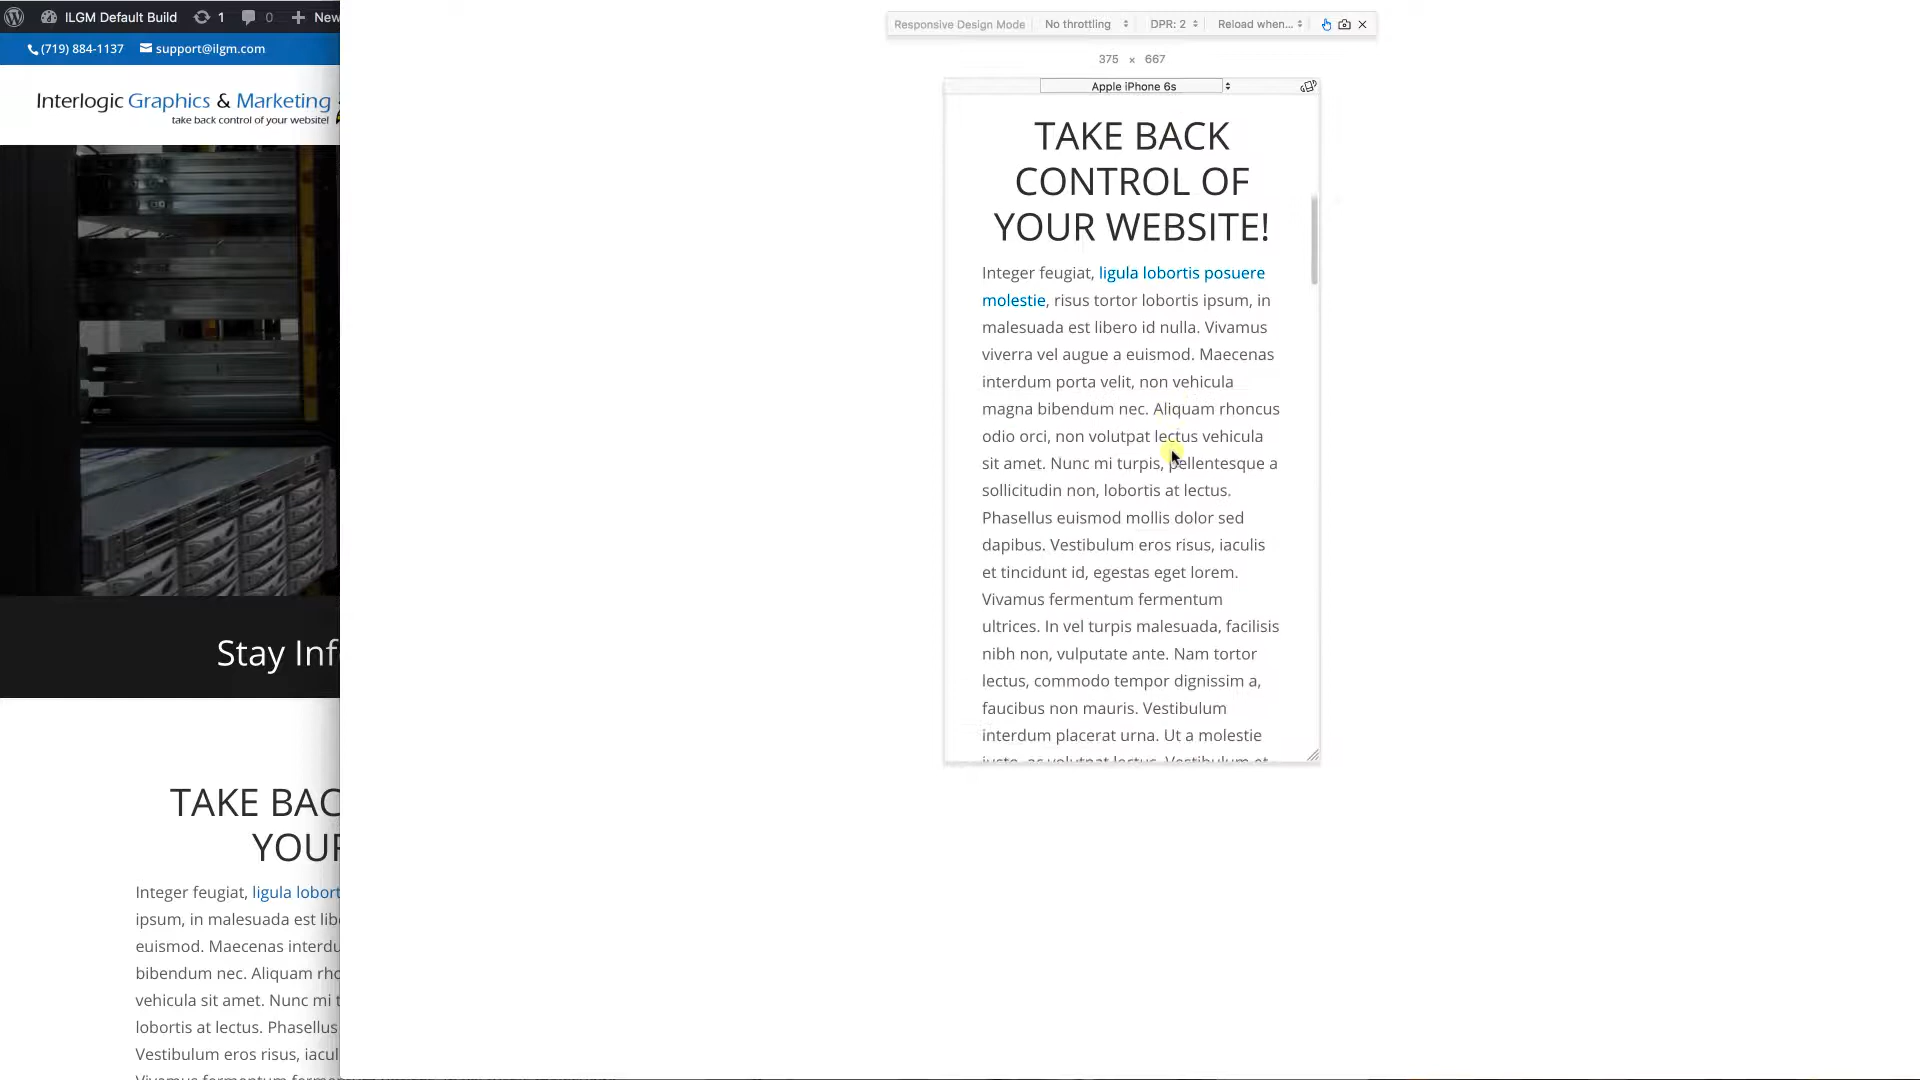 ILGM Default Build 1 0 New
(719) 884-1137 support@ilgm.com
Interlogic Graphics & Marketing
take back control of your website!
Stay Inf
TAKE BAC
YOUR
Integer feugiat, ligula lobort
ipsum, in malesuada est lib
euismod. Maecenas interdu
bibendum nec. Aliquam rho
vehicula sit amet. Nunc mi t
lobortis at lectus. Phasellus
Vestibulum eros risus, iacul
Responsive Design Mode No throttling DPR: 2 Reload when...
375 × 667
Apple iPhone 6s
TAKE BACK
CONTROL OF
YOUR WEBSITE!
Integer feugiat, ligula lobortis posuere
molestie, risus tortor lobortis ipsum, in
malesuada est libero id nulla. Vivamus
viverra vel augue a euismod. Maecenas
interdum porta velit, non vehicula
magna bibendum nec. Aliquam rhoncus
odio orci, non volutpat lectus vehicula
sit amet. Nunc mi turpis, pellentesque a
sollicitudin non, lobortis at lectus.
Phasellus euismod mollis dolor sed
dapibus. Vestibulum eros risus, iaculis
et tincidunt id, egestas eget lorem.
Vivamus fermentum fermentum
ultrices. In vel turpis malesuada, facilisis
nibh non, vulputate ante. Nam tortor
lectus, commodo tempor dignissim a,
faucibus non mauris. Vestibulum
interdum placerat urna. Ut a molestie